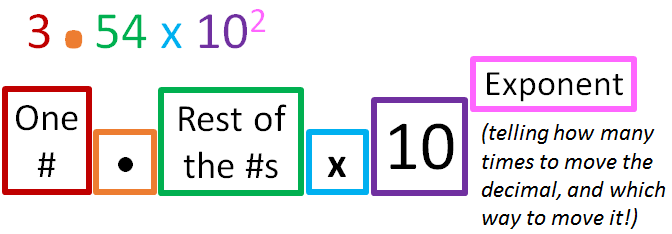 3.54 x 10²
One
#
•
Rest of
the #s
x
10
Exponent
(telling how many
times to move the
decimal, and which
way to move it!)